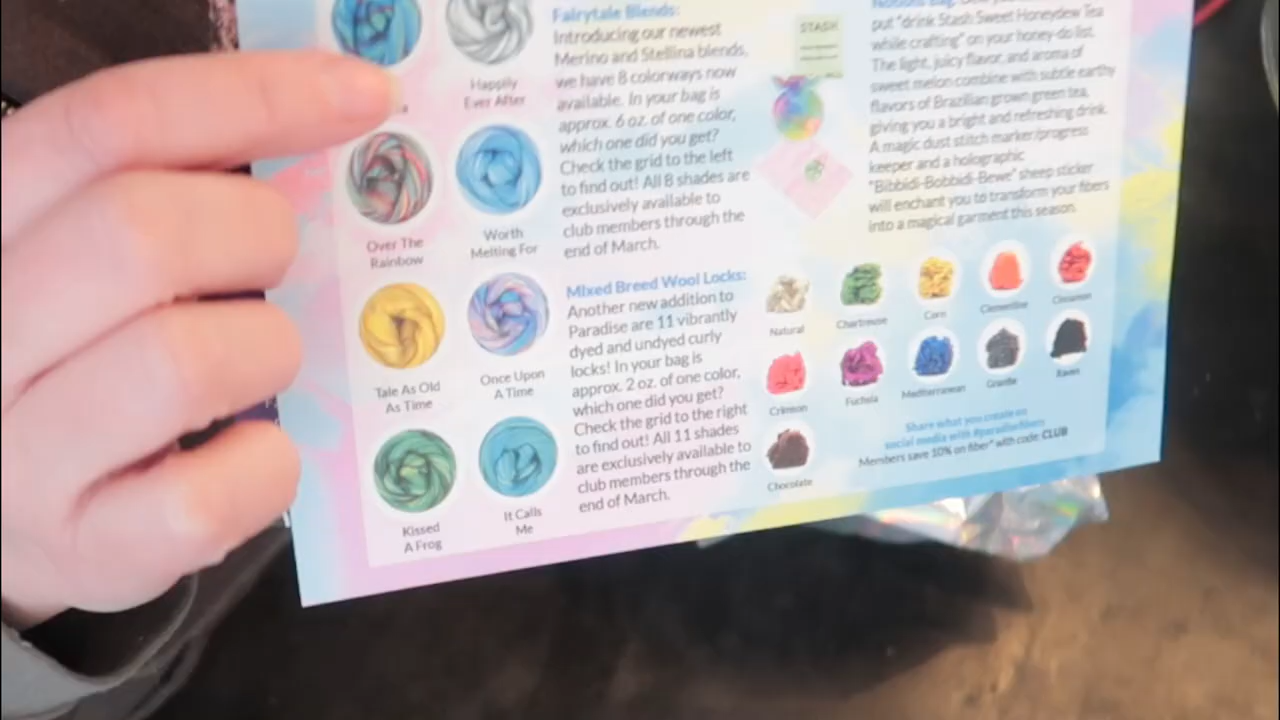 Happily
Ever After
Over The
Rainbow
Worth
Melting For
Tale As Old
As Time
Once Upon
A Time
Kissed
A Frog
It Calls
Me
Fairytale Blends:
Introducing our newest
Merino and Stellina blends,
we have 8 colorways now
available. In your bag is
approx. 6 oz. of one color,
which one did you get?
Check the grid to the left
to find out! All 8 shades are
exclusively available to
club members through the
end of March.
Mixed Breed Wool Locks:
Another new addition to
Paradise are 11 vibrantly
dyed and undyed curly
locks! In your bag is
approx. 2 oz. of one color,
which one did you get?
Check the grid to the right
to find out! All 11 shades
are exclusively available to
club members through the
end of March.
STASH
put "drink Stash Sweet Honeydew Tea
while crafting" on your honey-do list.
The light, juicy flavor, and aroma of
sweet melon combine with subtle earthy
flavors of Brazilian grown green tea,
giving you a bright and refreshing drink.
A magic dust stitch marker/progress
keeper and a holographic
"Bibbidi-Bobbidi-Bewe" sheep sticker
will enchant you to transform your fibers
into a magical garment this season.
Natural
Chartreuse
Corn
Clementine
Cinnamon
Crimson
Fuchsia
Mediterranean
Granite
Raven
Chocolate
Share what you create on
social media with #paradisefibers
Members save 10% on fiber* with code: CLUB